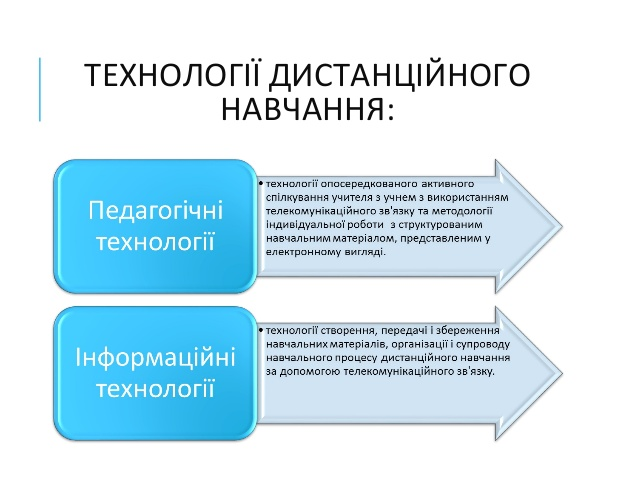 ТЕХНОЛОГІЇ ДИСТАНЦІЙНОГО
НАВЧАННЯ:
Педагогічні
технології
• технології опосередкованого активного
спілкування учителя з учнем з використанням
телекомунікаційного зв'язку та методології
індивідуальної роботи з структурованим
навчальним матеріалом, представленим у
електронному вигляді.
Інформаційні
технології
• технології створення, передачі і збереження
навчальних матеріалів, організації і супроводу
навчального процесу дистанційного навчання
за допомогою телекомунікаційного зв'язку.